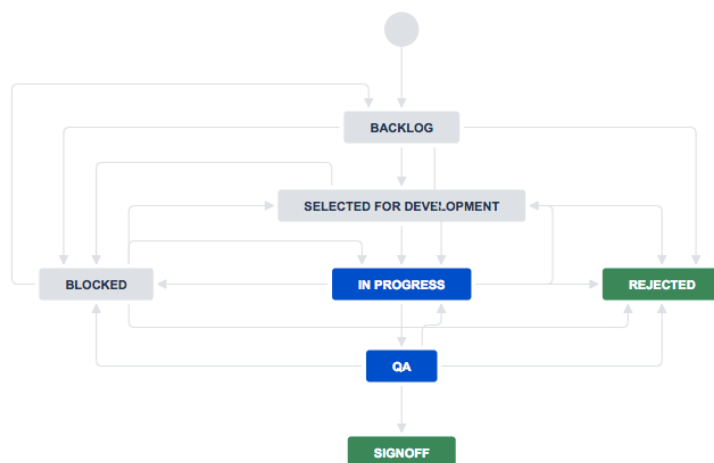 BACKLOG
SELECTED FOR DEVELOPMENT
BLOCKED
IN PROGRESS
REJECTED
QA
SIGNOFF